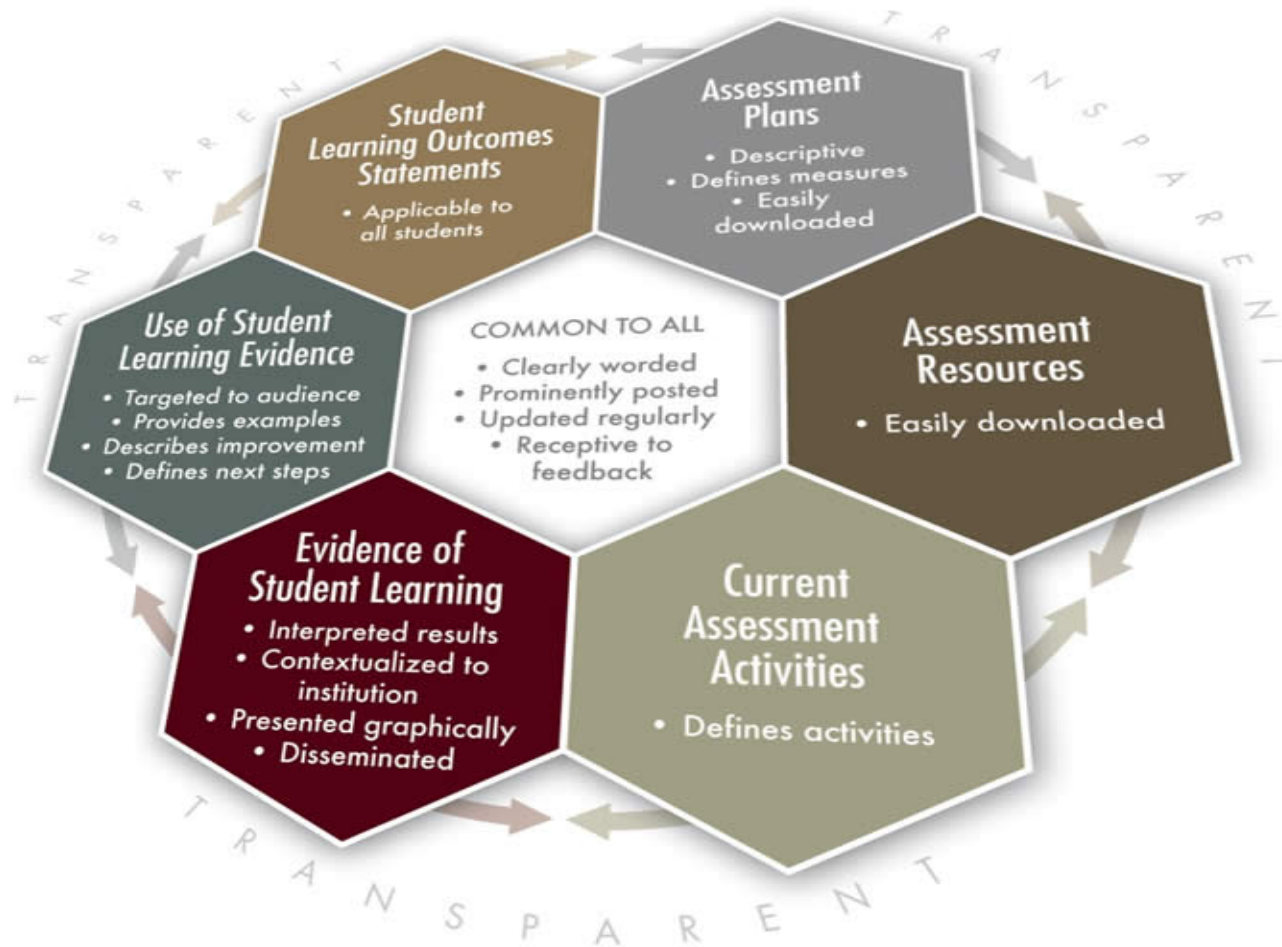 TRANSPARENT
TRANSPARENT
Student
Learning Outcomes
Statements
• Applicable to
all students
Assessment
Plans
• Descriptive
• Defines measures
• Easily
downloaded
Use of Student
Learning Evidence
• Targeted to audience
• Provides examples
• Describes improvement
• Defines next steps
COMMON TO ALL
• Clearly worded
• Prominently posted
• Updated regularly
• Receptive to
feedback
Assessment
Resources
• Easily downloaded
Evidence of
Student Learning
• Interpreted results
• Contextualized to
institution
• Presented graphically
• Disseminated
Current
Assessment
Activities
• Defines activities
TRANSPARENT